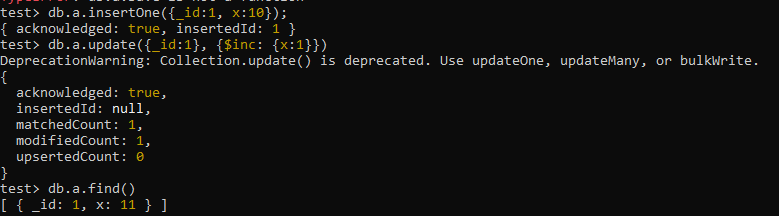 test> db.a.insertOne({_id:1, x:10});
{ acknowledged: true, insertedId: 1 }
test> db.a.update({_id:1}, {$inc: {x:1}})
DeprecationWarning: Collection.update() is deprecated. Use updateOne, updateMany, or bulkWrite.
{
  acknowledged: true,
  insertedId: null,
  matchedCount: 1,
  modifiedCount: 1,
  upsertedCount: 0
}
test> db.a.find()
[ { _id: 1, x: 11 } ]